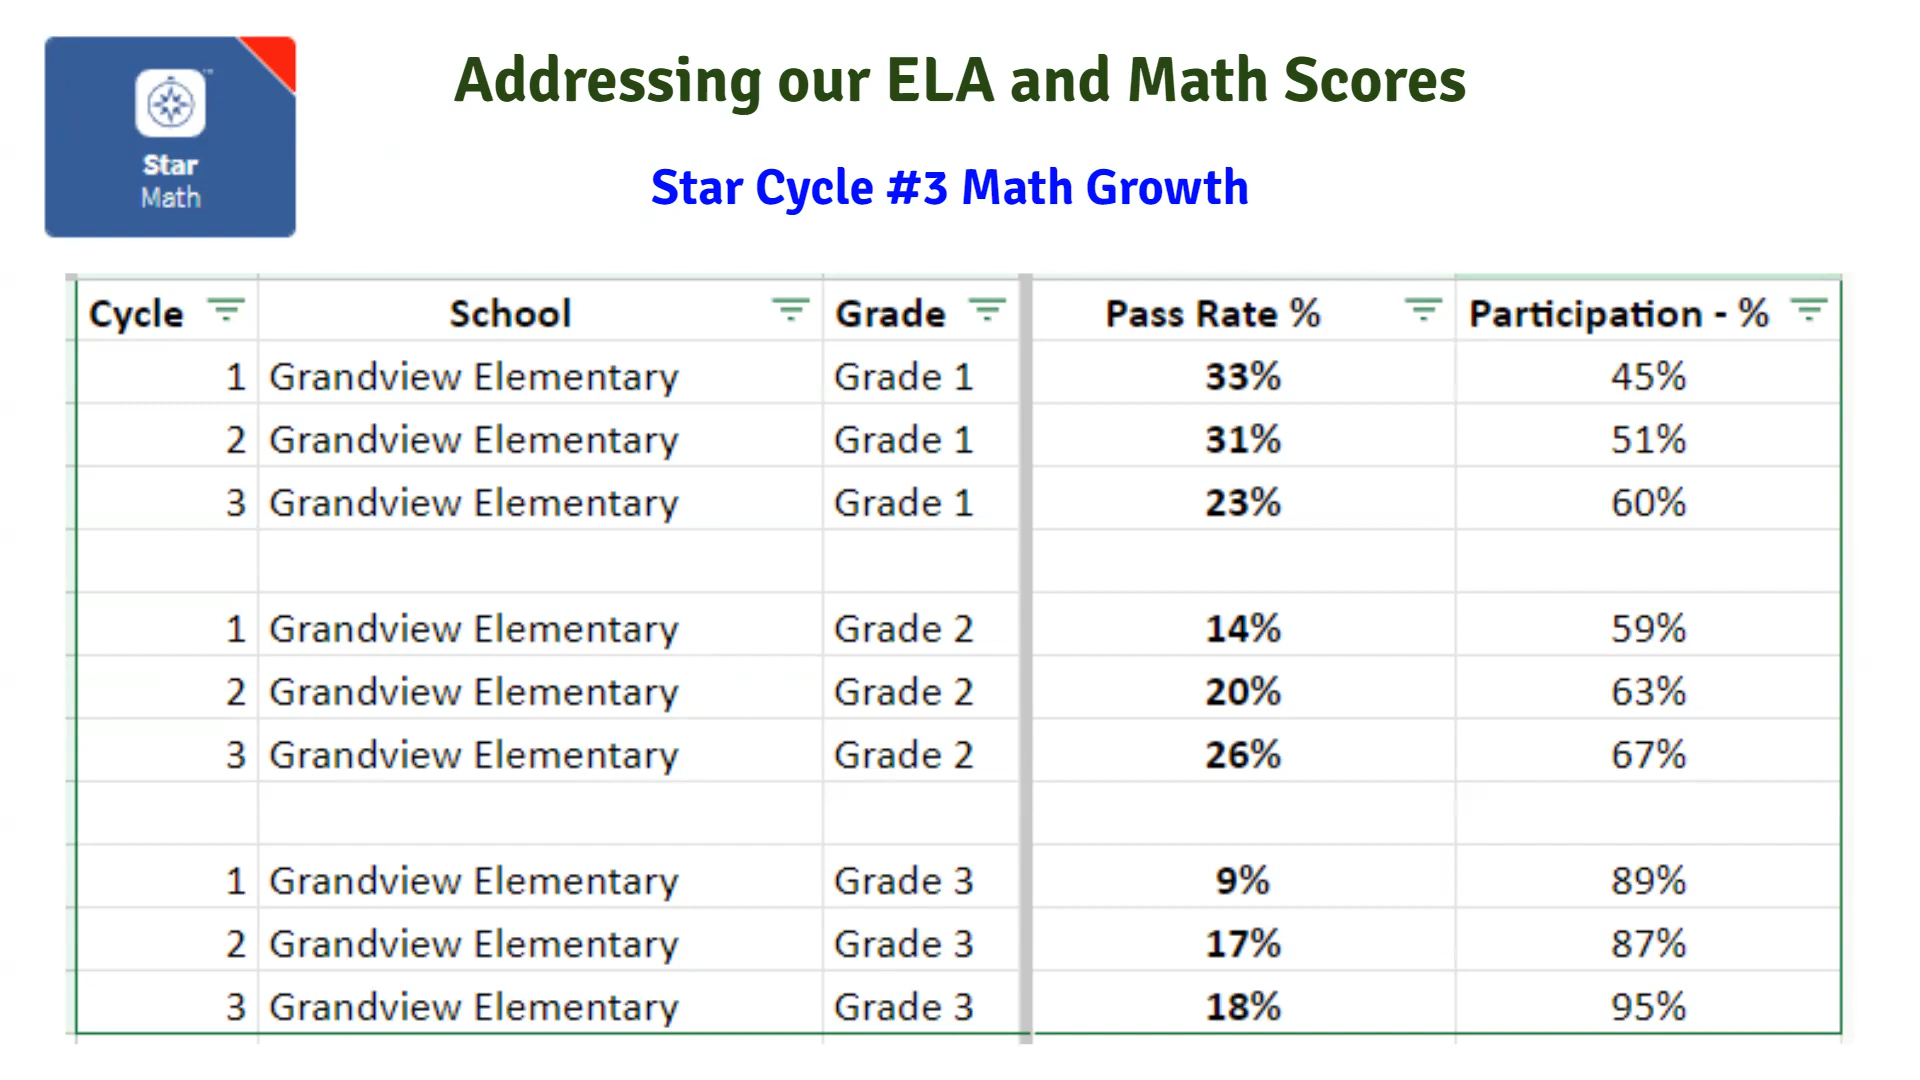 Star
Math
Addressing our ELA and Math Scores
Star Cycle #3 Math Growth
Cycle School Grade Pass Rate % Participation - %
1 Grandview Elementary Grade 1 33% 45%
2 Grandview Elementary Grade 1 31% 51%
3 Grandview Elementary Grade 1 23% 60%
1 Grandview Elementary Grade 2 14% 59%
2 Grandview Elementary Grade 2 20% 63%
3 Grandview Elementary Grade 2 26% 67%
1 Grandview Elementary Grade 3 9% 89%
2 Grandview Elementary Grade 3 17% 87%
3 Grandview Elementary Grade 3 18% 95%